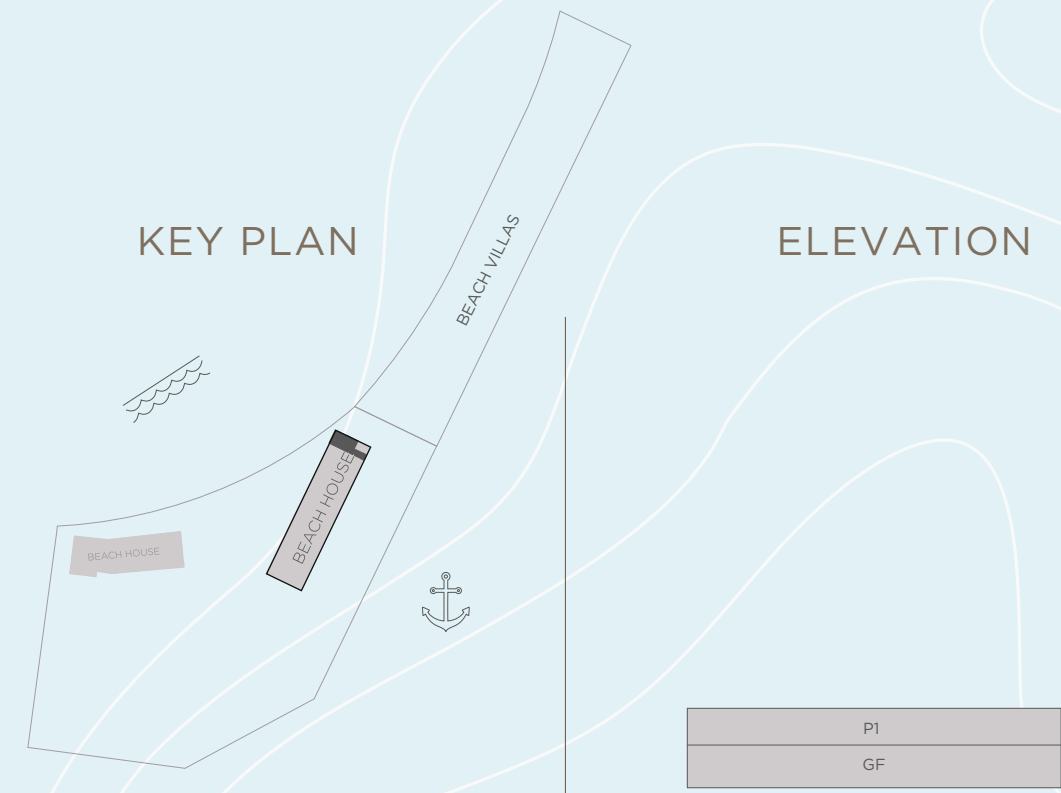 KEY PLAN
ELEVATION
BEACH VILLAS
BEACH HOUSE
BEACH HOUSE
P1
GF